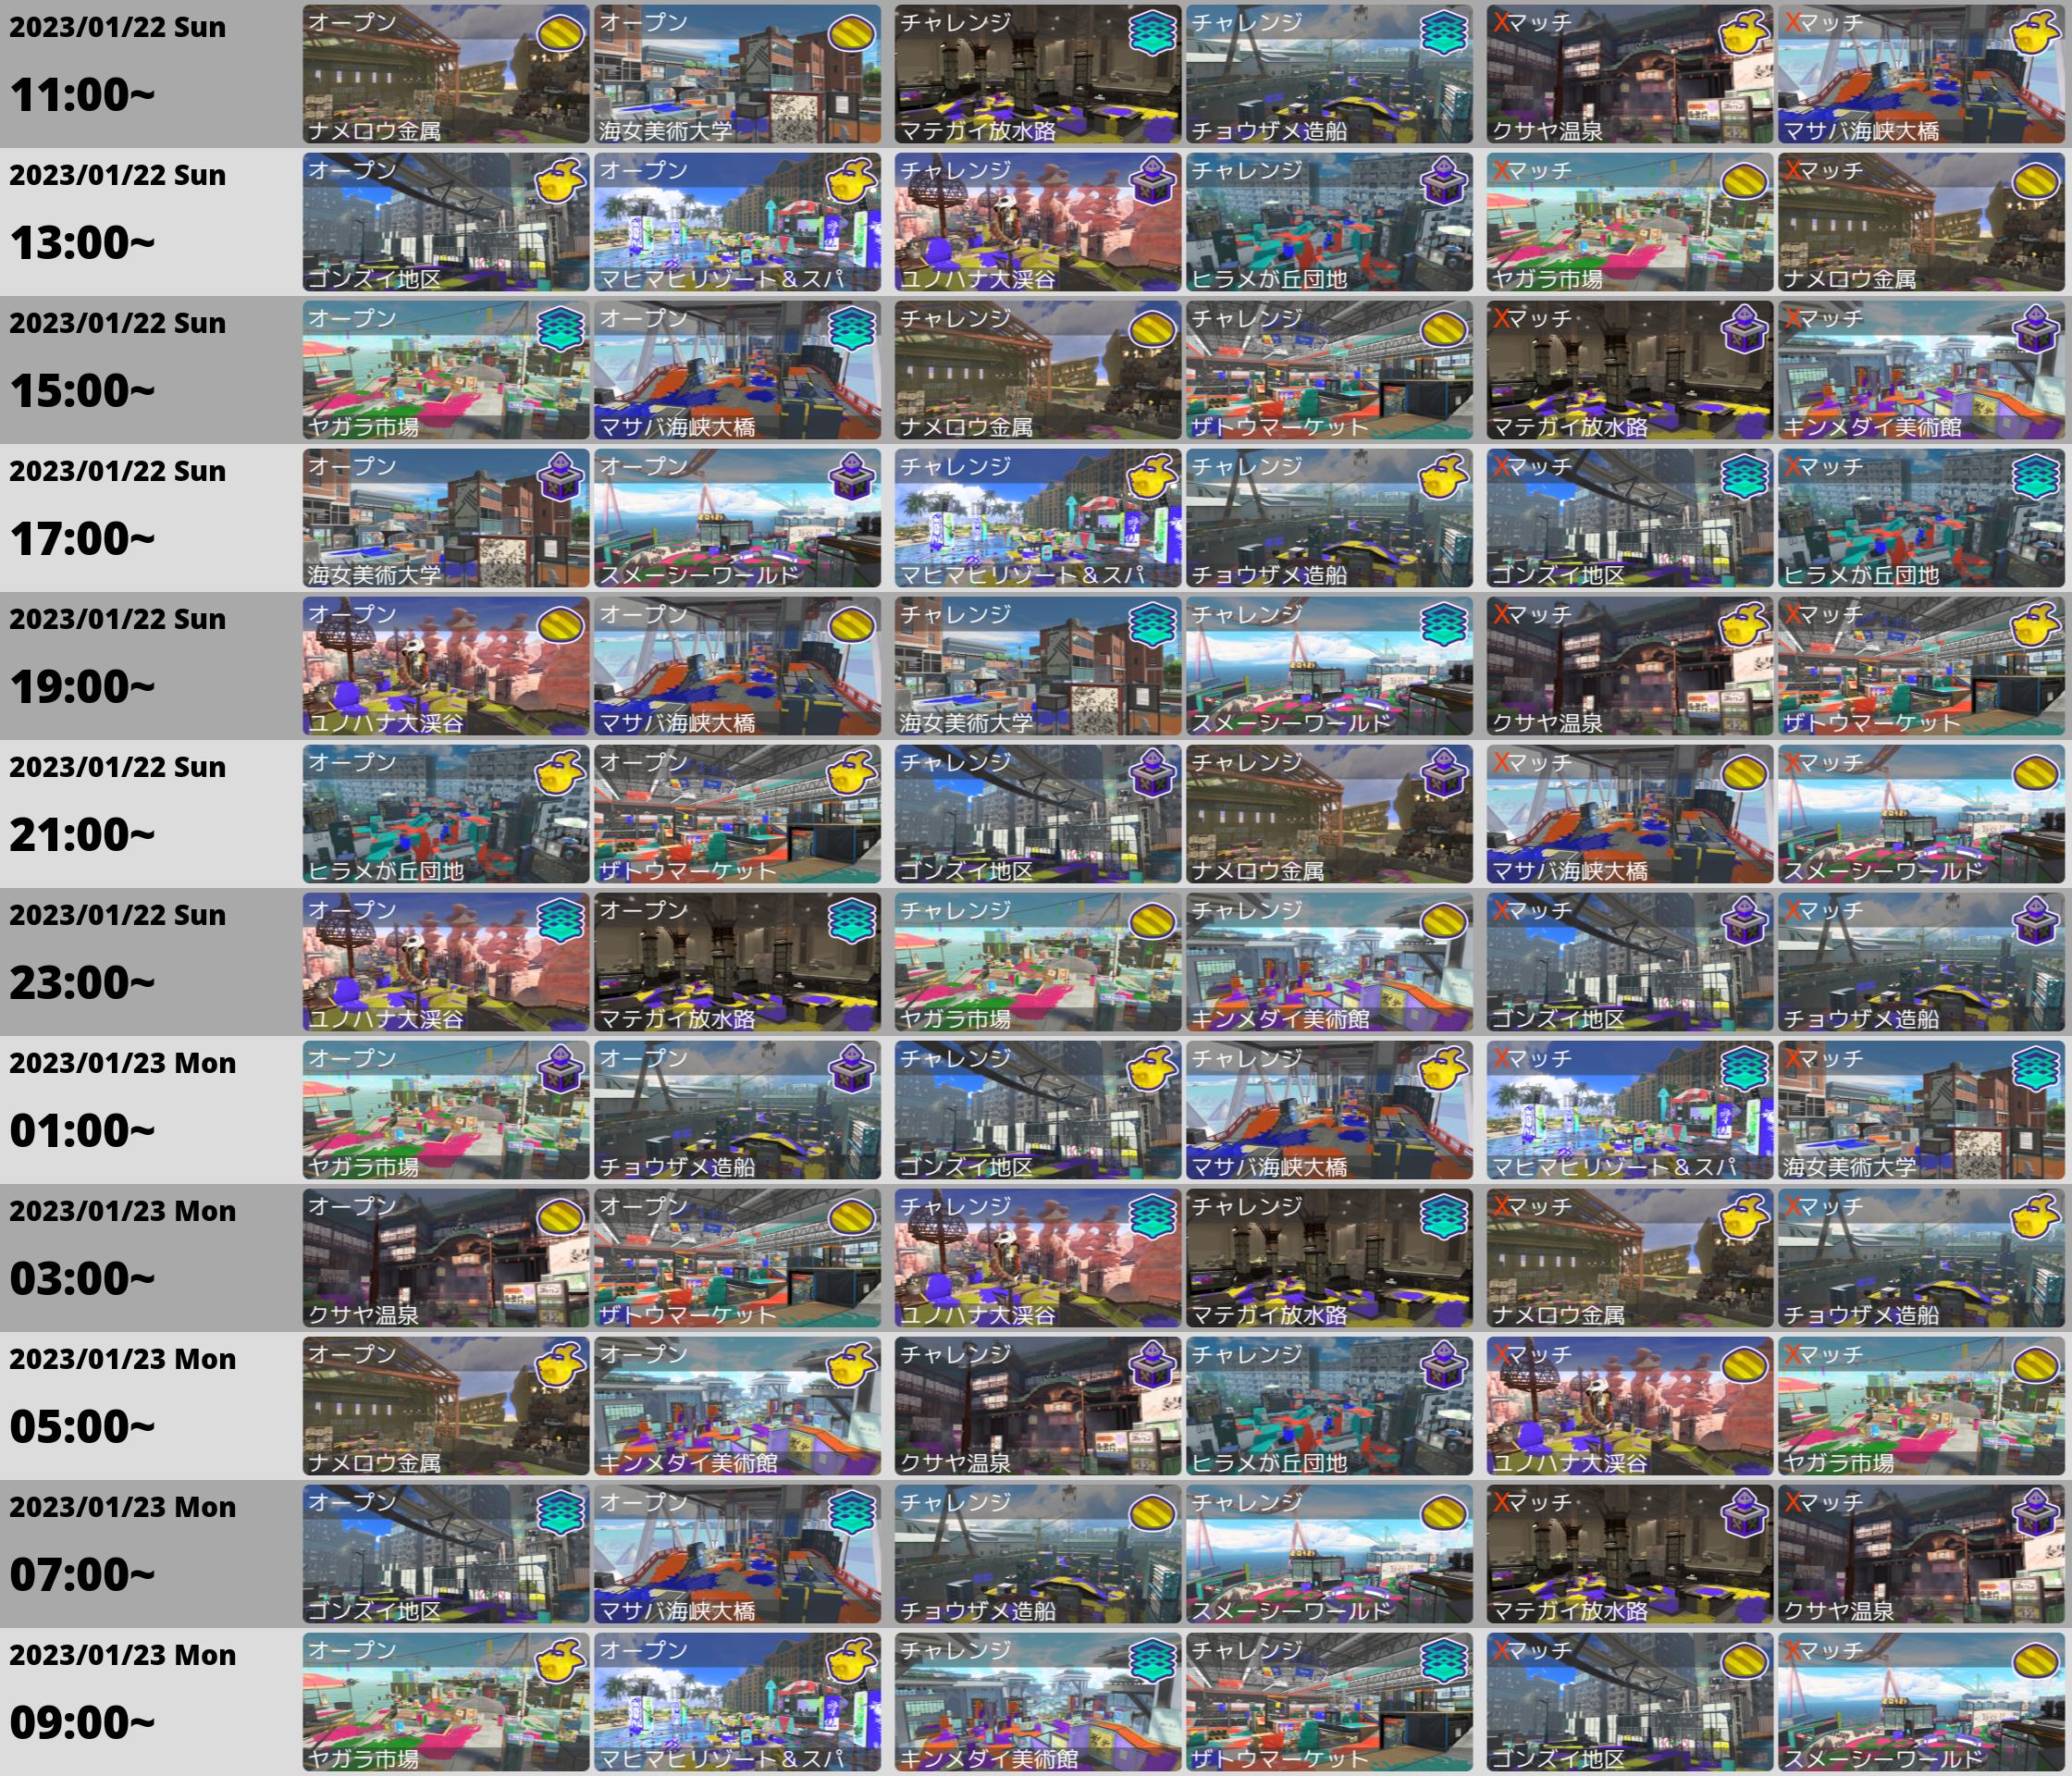 2023/01/22 Sun
11:00~
オープン オープン チャレンジ チャレンジ Xマッチ Xマッチ
ナメロウ金属 海女美術大学 マテガイ放水路 チョウザメ造船 クサヤ温泉 マサバ海峡大橋
2023/01/22 Sun
13:00~
オープン オープン チャレンジ チャレンジ Xマッチ Xマッチ
ゴンズイ地区 マヒマヒリゾート&スパ ユノハナ大渓谷 ヒラメが丘団地 ヤガラ市場 ナメロウ金属
2023/01/22 Sun
15:00~
オープン オープン チャレンジ チャレンジ Xマッチ Xマッチ
ヤガラ市場 マサバ海峡大橋 ナメロウ金属 ザトウマーケット マテガイ放水路 キンメダイ美術館
2023/01/22 Sun
17:00~
オープン オープン チャレンジ チャレンジ Xマッチ Xマッチ
海女美術大学 スメーシーワールド マヒマヒリゾート&スパ チョウザメ造船 ゴンズイ地区 ヒラメが丘団地
2023/01/22 Sun
19:00~
オープン オープン チャレンジ チャレンジ Xマッチ Xマッチ
ユノハナ大渓谷 マサバ海峡大橋 海女美術大学 スメーシーワールド クサヤ温泉 ザトウマーケット
2023/01/22 Sun
21:00~
オープン オープン チャレンジ チャレンジ Xマッチ Xマッチ
ヒラメが丘団地 ザトウマーケット ゴンズイ地区 ナメロウ金属 マサバ海峡大橋 スメーシーワールド
2023/01/22 Sun
23:00~
オープン オープン チャレンジ チャレンジ Xマッチ Xマッチ
ユノハナ大渓谷 マテガイ放水路 ヤガラ市場 キンメダイ美術館 ゴンズイ地区 チョウザメ造船
2023/01/23 Mon
01:00~
オープン オープン チャレンジ チャレンジ Xマッチ Xマッチ
ヤガラ市場 チョウザメ造船 ゴンズイ地区 マサバ海峡大橋 マヒマヒリゾート&スパ 海女美術大学
2023/01/23 Mon
03:00~
オープン オープン チャレンジ チャレンジ Xマッチ Xマッチ
クサヤ温泉 ザトウマーケット ユノハナ大渓谷 マテガイ放水路 ナメロウ金属 チョウザメ造船
2023/01/23 Mon
05:00~
オープン オープン チャレンジ チャレンジ Xマッチ Xマッチ
ナメロウ金属 キンメダイ美術館 クサヤ温泉 ヒラメが丘団地 ユノハナ大渓谷 ヤガラ市場
2023/01/23 Mon
07:00~
オープン オープン チャレンジ チャレンジ Xマッチ Xマッチ
ゴンズイ地区 マサバ海峡大橋 チョウザメ造船 スメーシーワールド マテガイ放水路 クサヤ温泉
2023/01/23 Mon
09:00~
オープン オープン チャレンジ チャレンジ Xマッチ Xマッチ
ヤガラ市場 マヒマヒリゾート&スパ キンメダイ美術館 ザトウマーケット ゴンズイ地区 スメーシーワールド